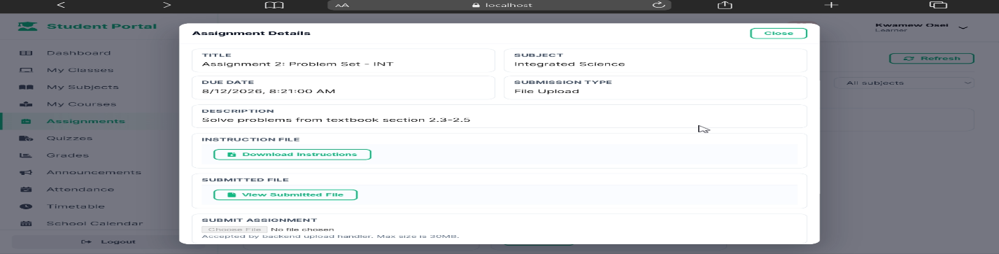 AA localhost
Student Portal
Kwamew Osei
Learner
Dashboard
My Classes
My Subjects
My Courses
Assignments
Quizzes
Grades
Announcements
Attendance
Timetable
School Calendar
Logout
Refresh
All subjects
Assignment Details
Close
TITLE
Assignment 2: Problem Set - INT
SUBJECT
Integrated Science
DUE DATE
8/12/2026, 8:21:00 AM
SUBMISSION TYPE
File Upload
DESCRIPTION
Solve problems from textbook section 2.3-2.5
INSTRUCTION FILE
Download Instructions
SUBMITTED FILE
View Submitted File
SUBMIT ASSIGNMENT
Choose File No file chosen
Accepted by backend upload handler. Max size is 30MB.